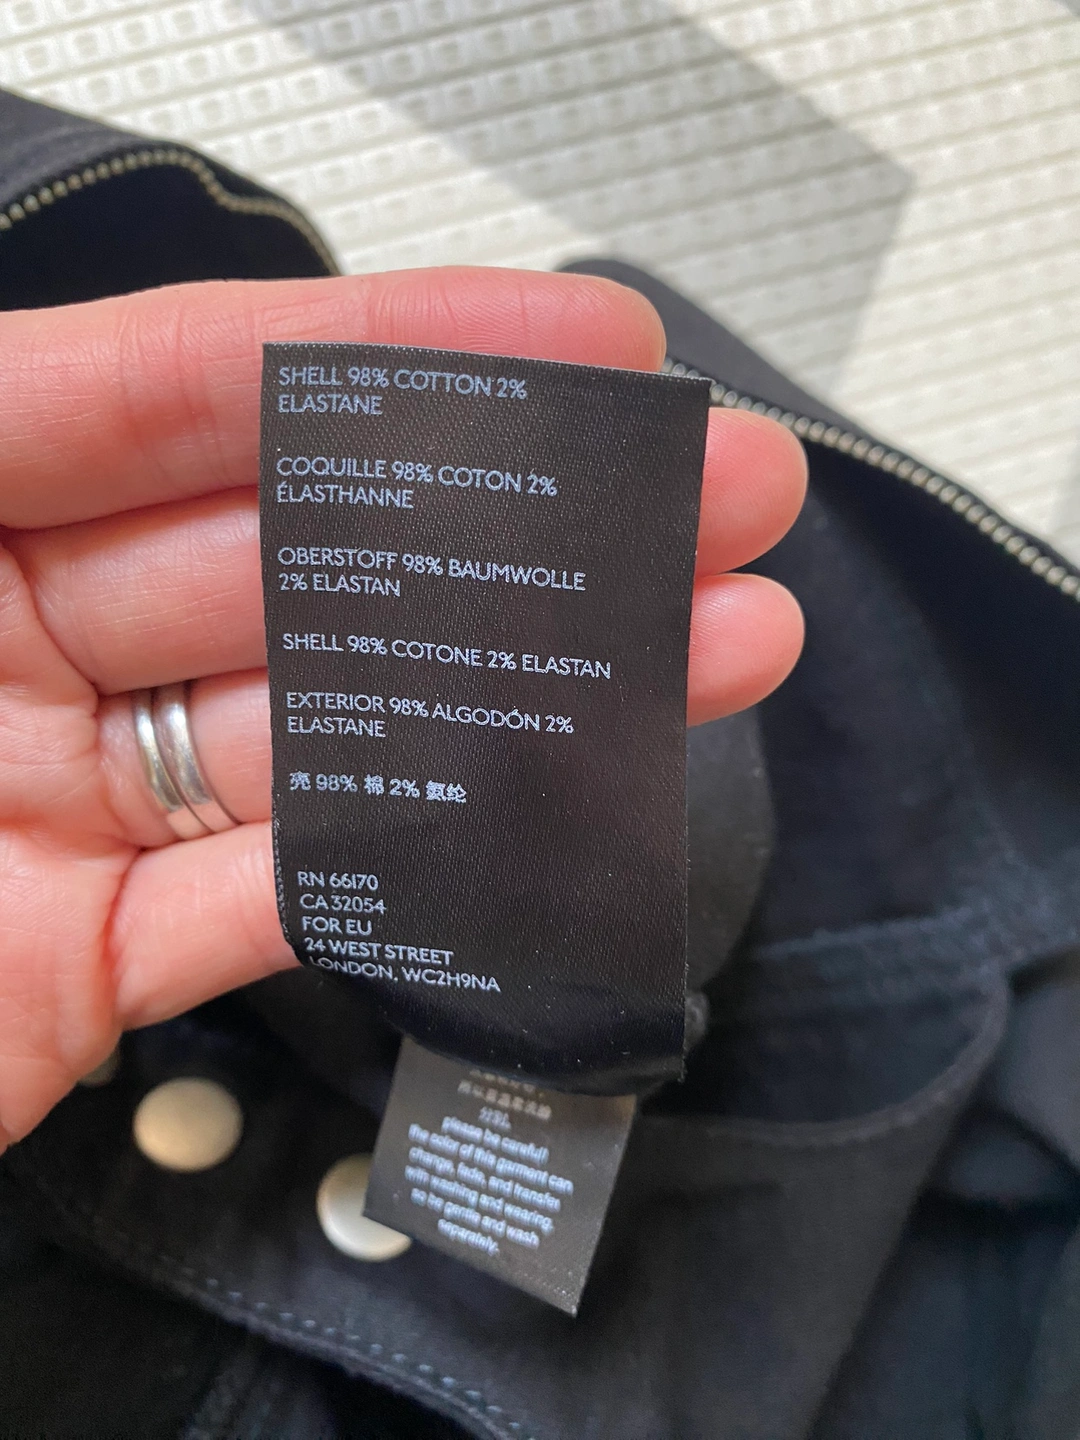 SHELL 98% COTTON 2%
ELASTANE
COQUILLE 98% COTON 2%
ÉLASTHANNE
OBERSTOFF 98% BAUMWOLLE
2% ELASTAN
SHELL 98% COTONE 2% ELASTAN
EXTERIOR 98% ALGODÓN 2%
ELASTANE
壳 98% 棉 2% 氨纶
RN 66170
CA 32054
FOR EU
24 WEST STREET
LONDON, WC2H9NA
分别。
please be careful!
the color of this garment can
change, fade, and transfer
with washing and wearing.
so be gentle and wash
separately.